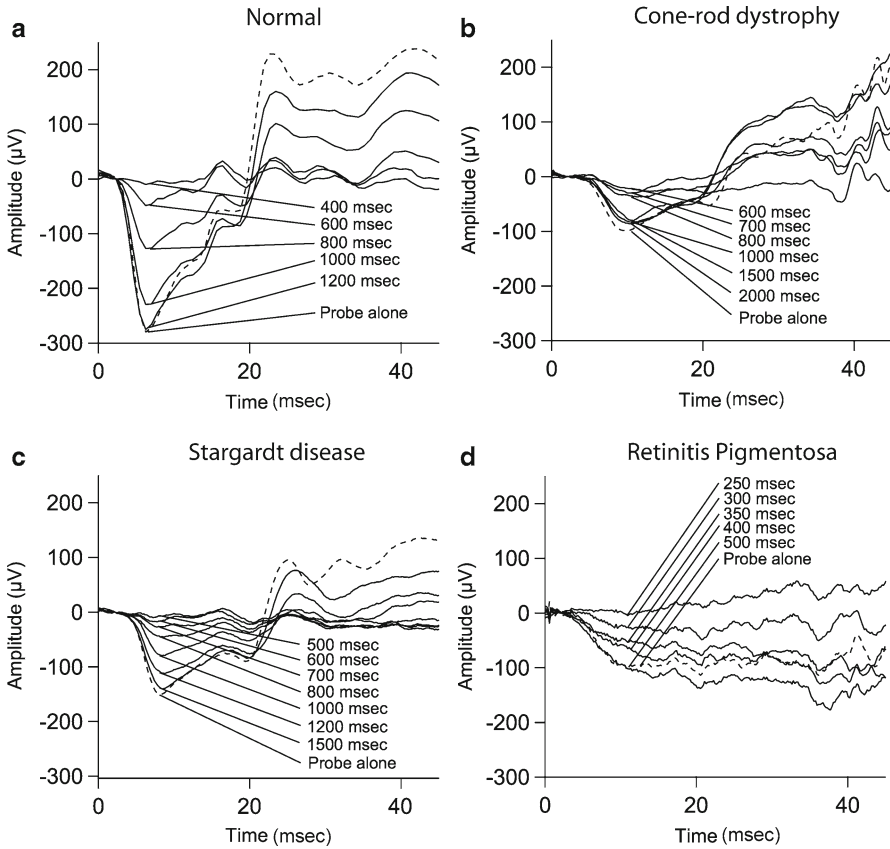 a
Normal
200
100
0
-100
-200
-300
Amplitude (µV)
400 msec
600 msec
800 msec
1000 msec
1200 msec
Probe alone
0
20
40
Time (msec)
b
Cone-rod dystrophy
200
100
0
-100
-200
-300
Amplitude (µV)
600 msec
700 msec
800 msec
1000 msec
1500 msec
2000 msec
Probe alone
0
20
40
Time (msec)
c
Stargardt disease
200
100
0
-100
-200
-300
Amplitude (µV)
500 msec
600 msec
700 msec
800 msec
1000 msec
1200 msec
1500 msec
Probe alone
0
20
40
Time (msec)
d
Retinitis Pigmentosa
200
100
0
-100
-200
-300
Amplitude (µV)
250 msec
300 msec
350 msec
400 msec
500 msec
Probe alone
0
20
40
Time (msec)